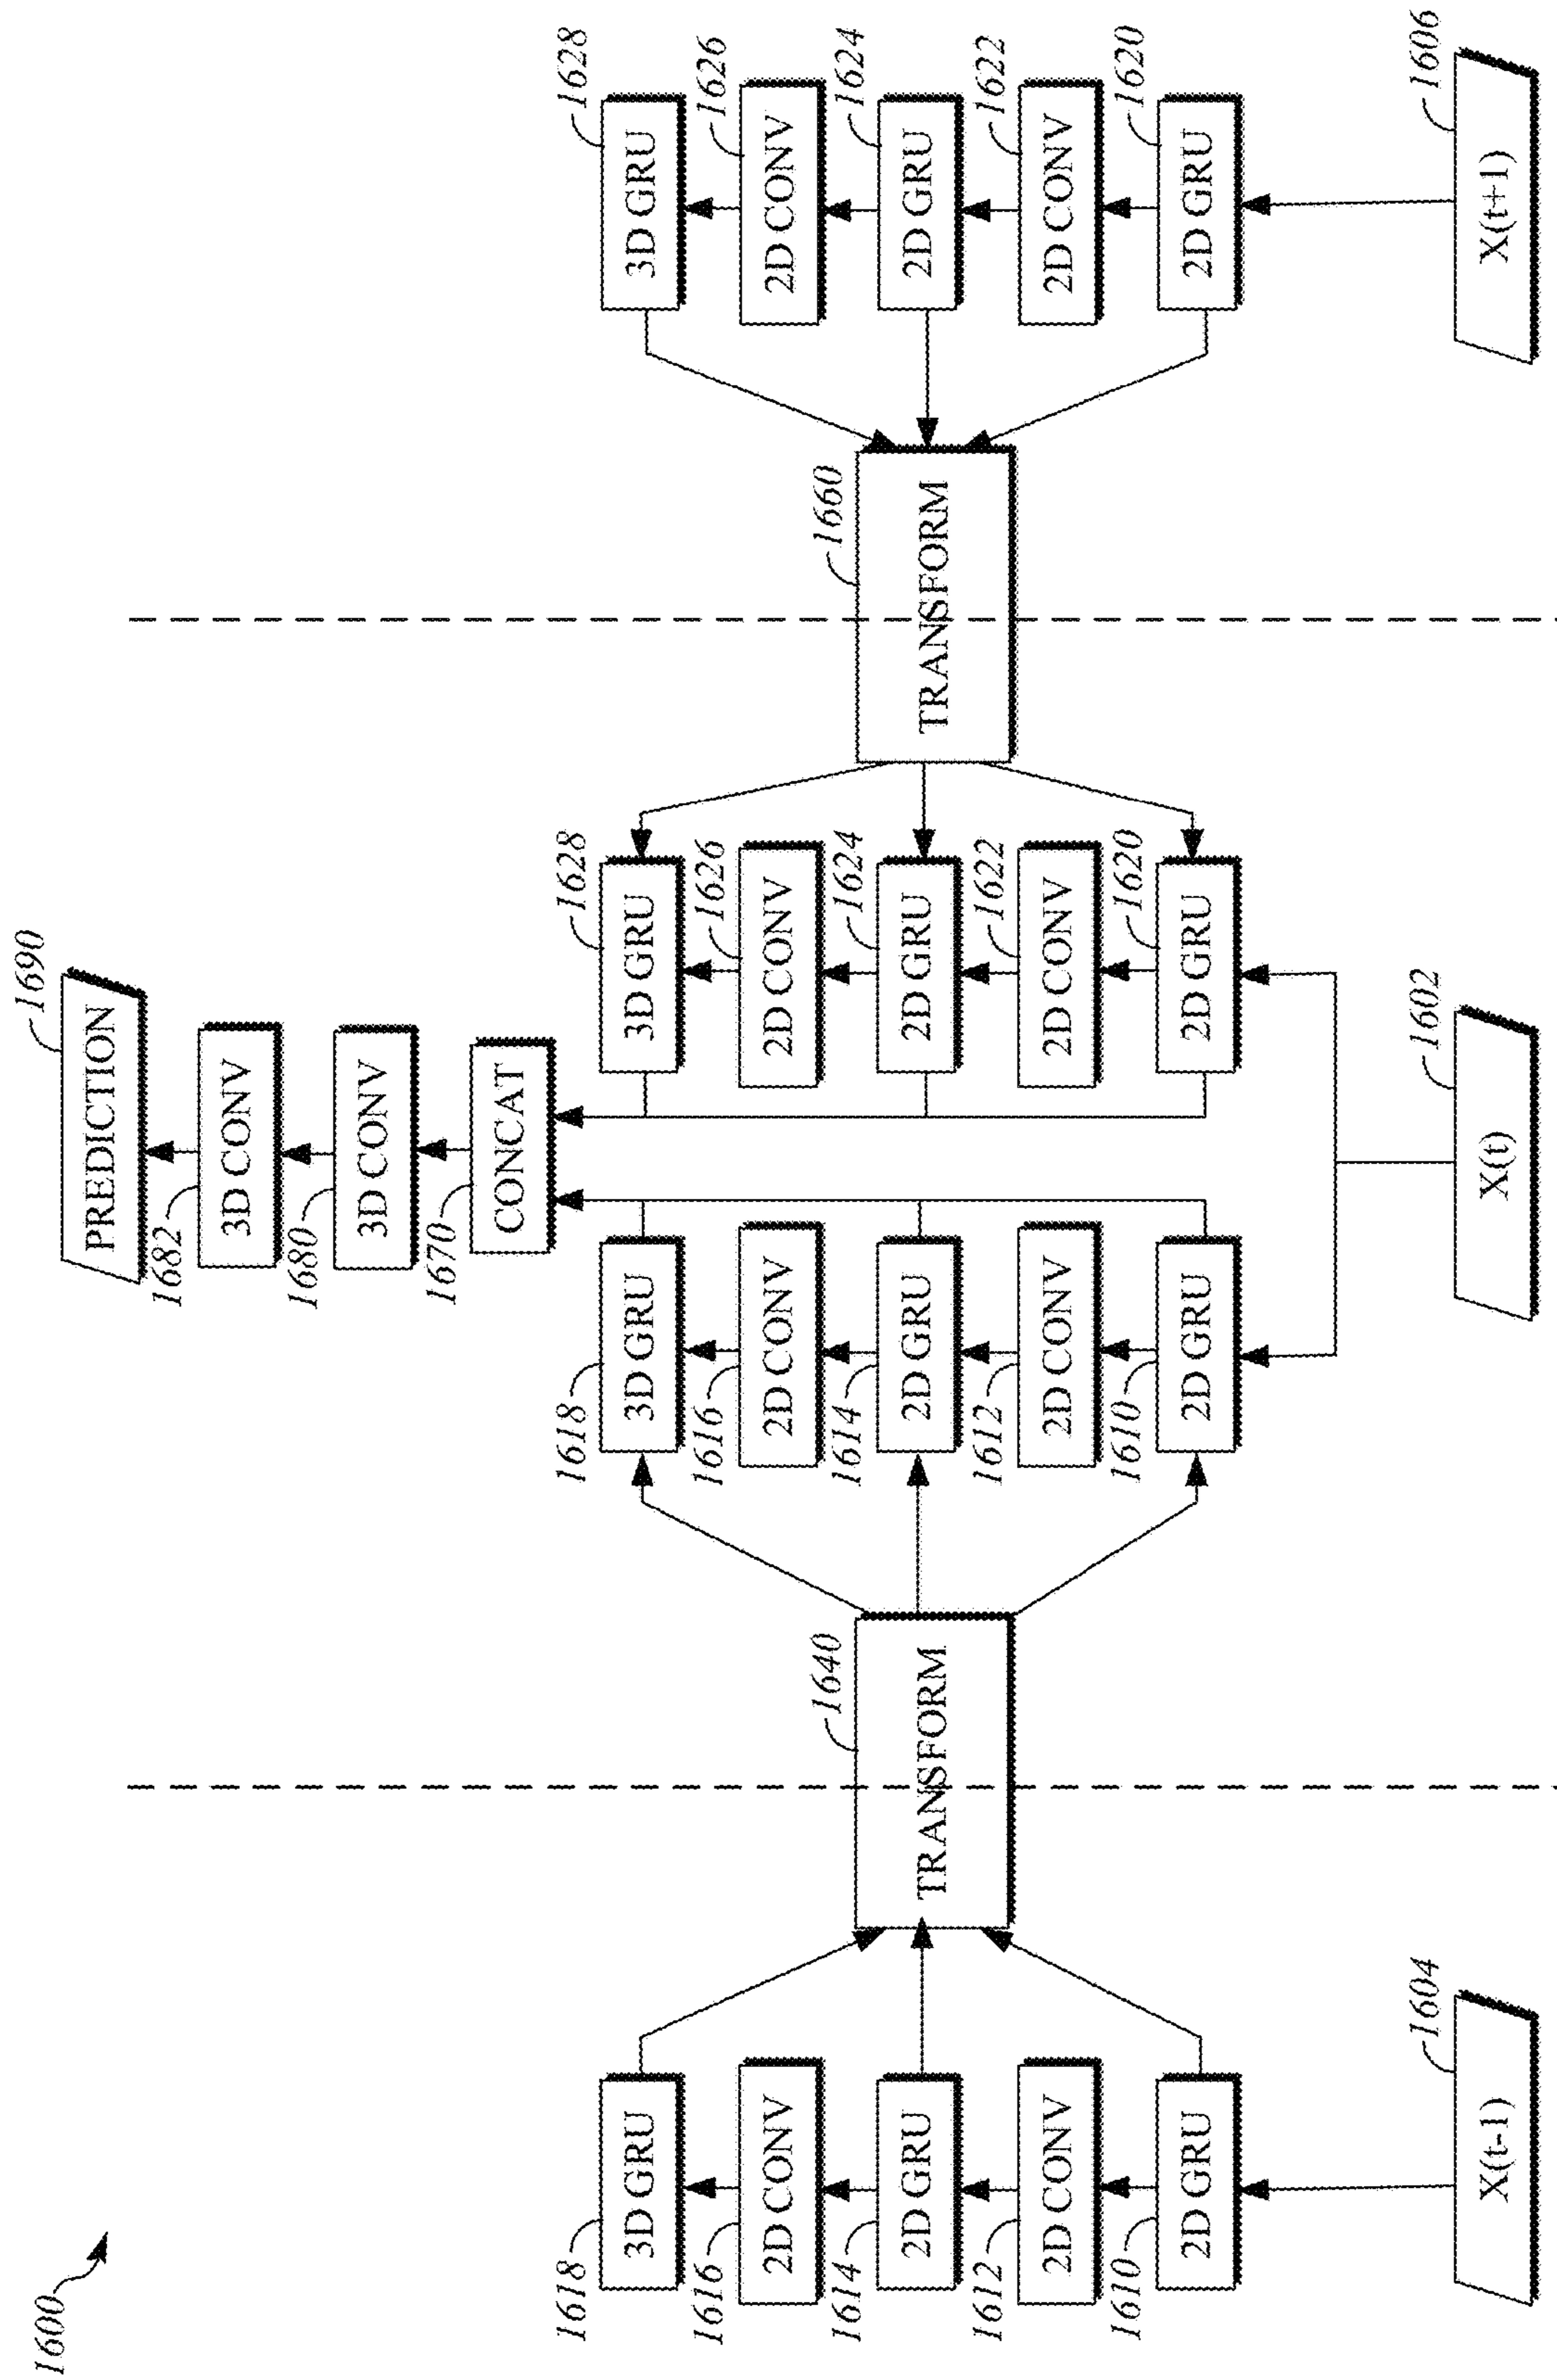 1600
1690
PREDICTION
1682
3D CONV
1680
3D CONV
1670
CONCAT
1618
3D GRU
1616
2D CONV
1614
2D GRU
1612
2D CONV
1610
2D GRU
X(t-1)
1604
1640
TRANSFORM
1618
3D GRU
1616
2D CONV
1614
2D GRU
1612
2D CONV
1610
2D GRU
1628
3D GRU
1626
2D CONV
1624
2D GRU
1622
2D CONV
1620
2D GRU
X(t)
1602
1660
TRANSFORM
1628
3D GRU
1626
2D CONV
1624
2D GRU
1622
2D CONV
1620
2D GRU
X(t+1)
1606